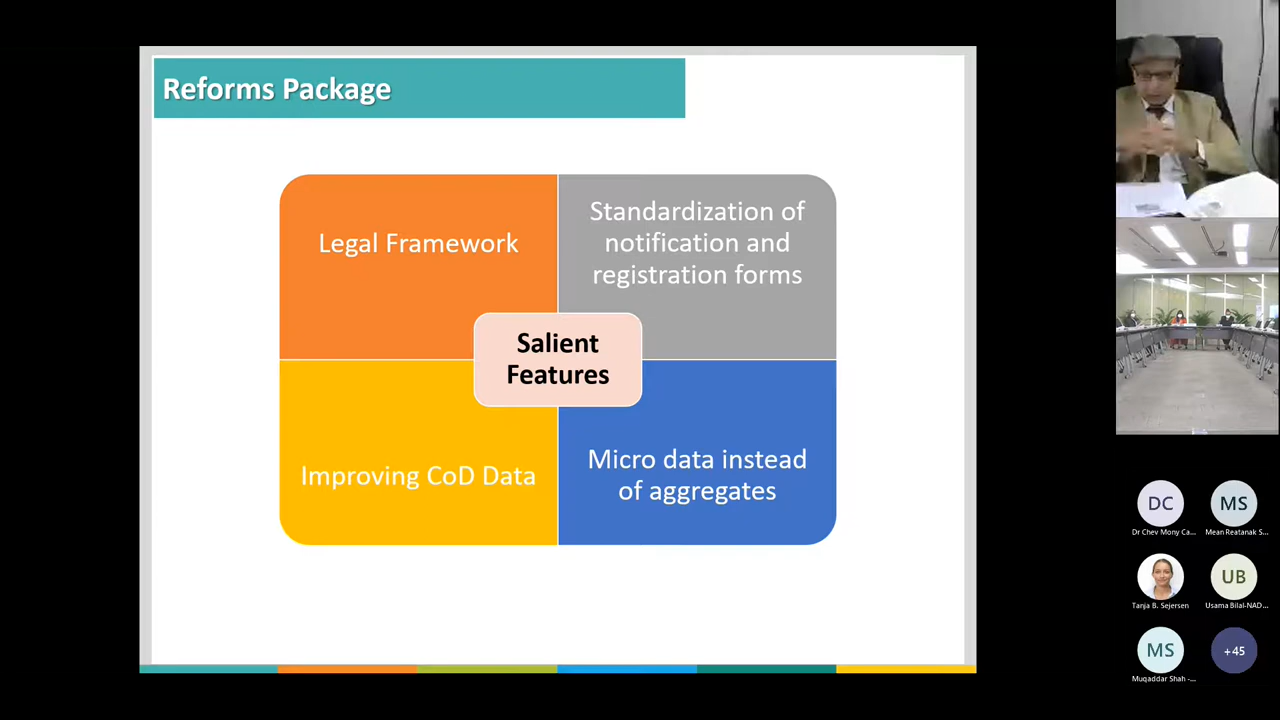 Reforms Package
Legal Framework
Standardization of
notification and
registration forms
Salient
Features
Improving CoD Data
Micro data instead
of aggregates
DC
MS
Dr Chev Mony Ca...
Mean Reatanak S...
UB
Tanja B. Sejersen
Usama Bilal-NAD...
MS
+45
Muqaddar Shah -...